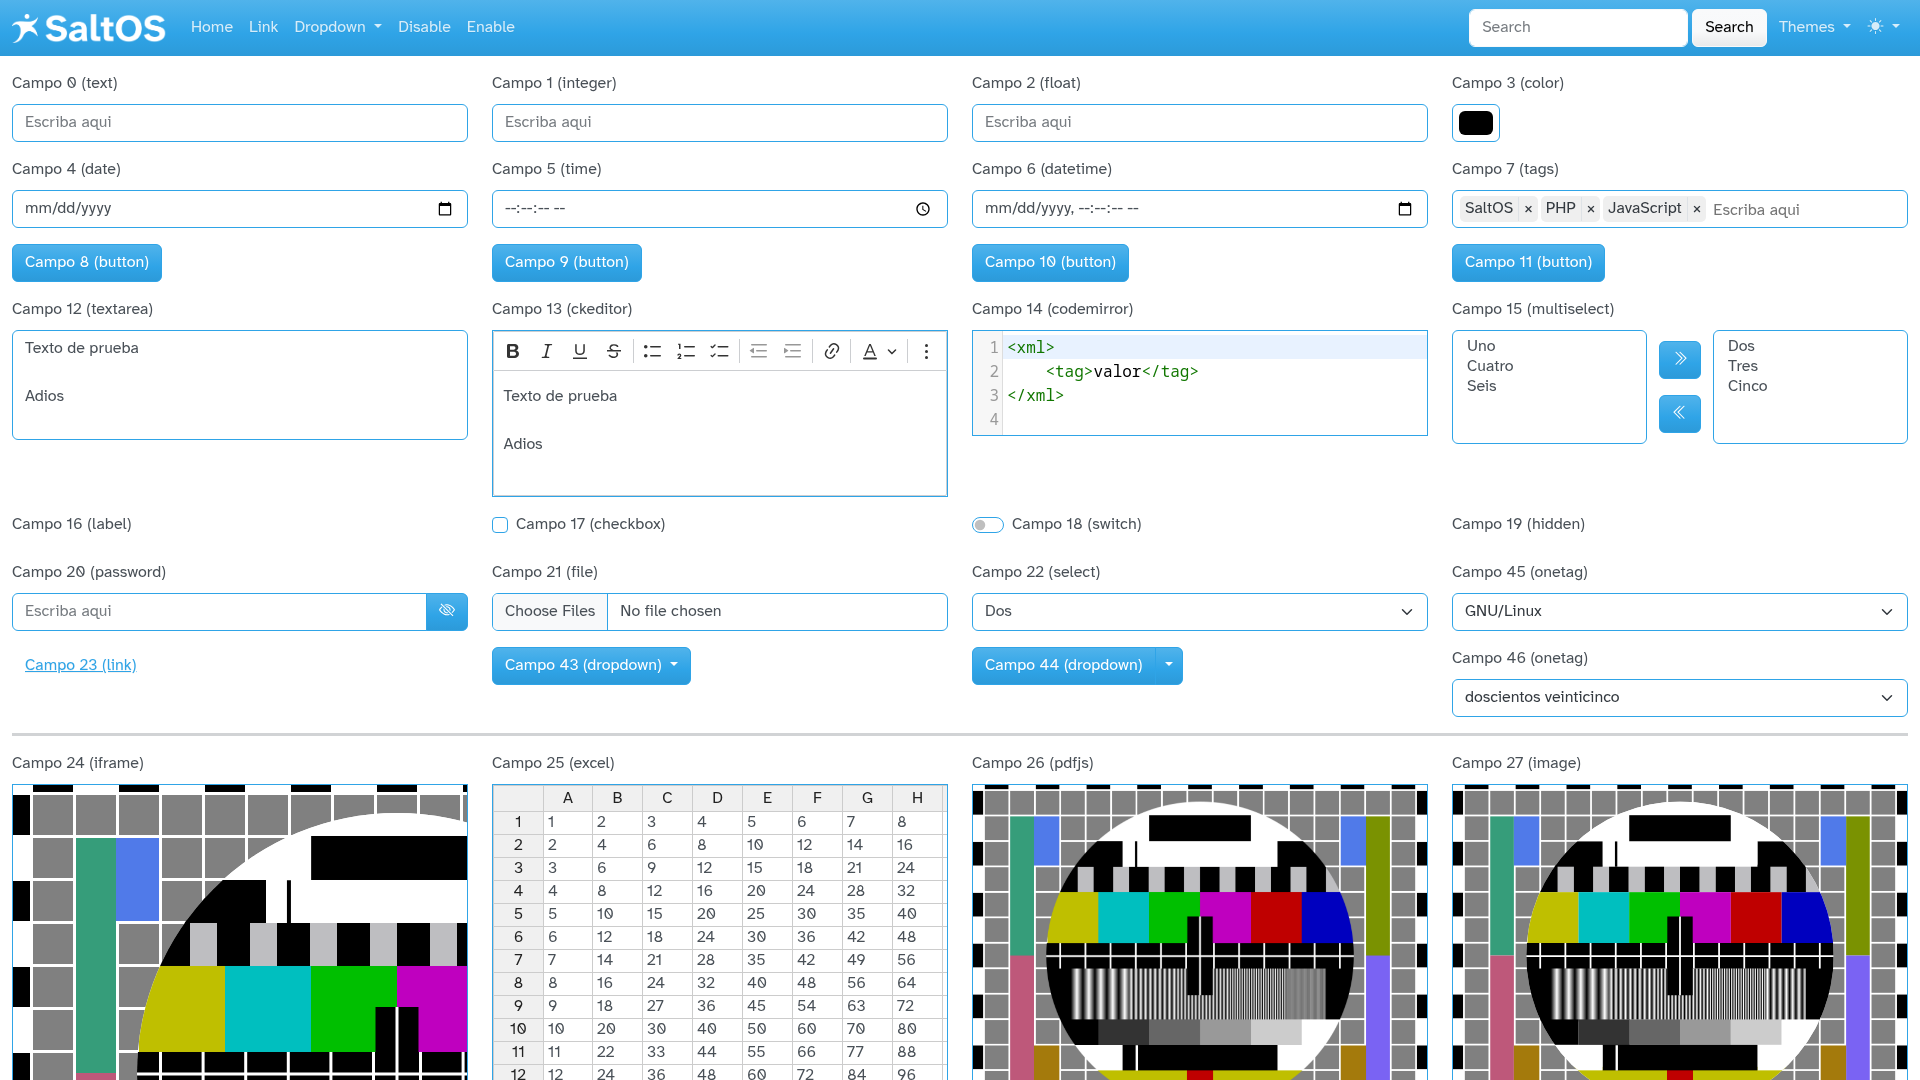 SaltOS Home Link Dropdown Disable Enable Search Search Themes
Campo 0 (text) Campo 1 (integer) Campo 2 (float) Campo 3 (color)
Escriba aqui Escriba aqui Escriba aqui
Campo 4 (date) Campo 5 (time) Campo 6 (datetime) Campo 7 (tags)
mm/dd/yyyy --:--:-- -- mm/dd/yyyy, --:--:-- -- SaltOS × PHP × JavaScript × Escriba aqui
Campo 8 (button) Campo 9 (button) Campo 10 (button) Campo 11 (button)
Campo 12 (textarea) Campo 13 (ckeditor) Campo 14 (codemirror) Campo 15 (multiselect)
Texto de prueba
Adios
B I U S A
Texto de prueba
Adios
1 <xml>
2     <tag>valor</tag>
3 </xml>
4
Uno
Cuatro
Seis
Dos
Tres
Cinco
Campo 16 (label) Campo 17 (checkbox) Campo 18 (switch) Campo 19 (hidden)
Campo 20 (password) Campo 21 (file) Campo 22 (select) Campo 45 (onetag)
Escriba aqui Choose Files No file chosen Dos GNU/Linux
Campo 23 (link) Campo 43 (dropdown) Campo 44 (dropdown) Campo 46 (onetag)
doscientos veinticinco
Campo 24 (iframe) Campo 25 (excel) Campo 26 (pdfjs) Campo 27 (image)
A B C D E F G H
1 1 2 3 4 5 6 7 8
2 2 4 6 8 10 12 14 16
3 3 6 9 12 15 18 21 24
4 4 8 12 16 20 24 28 32
5 5 10 15 20 25 30 35 40
6 6 12 18 24 30 36 42 48
7 7 14 21 28 35 42 49 56
8 8 16 24 32 40 48 56 64
9 9 18 27 36 45 54 63 72
10 10 20 30 40 50 60 70 80
11 11 22 33 44 55 66 77 88
12 12 24 36 48 60 72 84 96